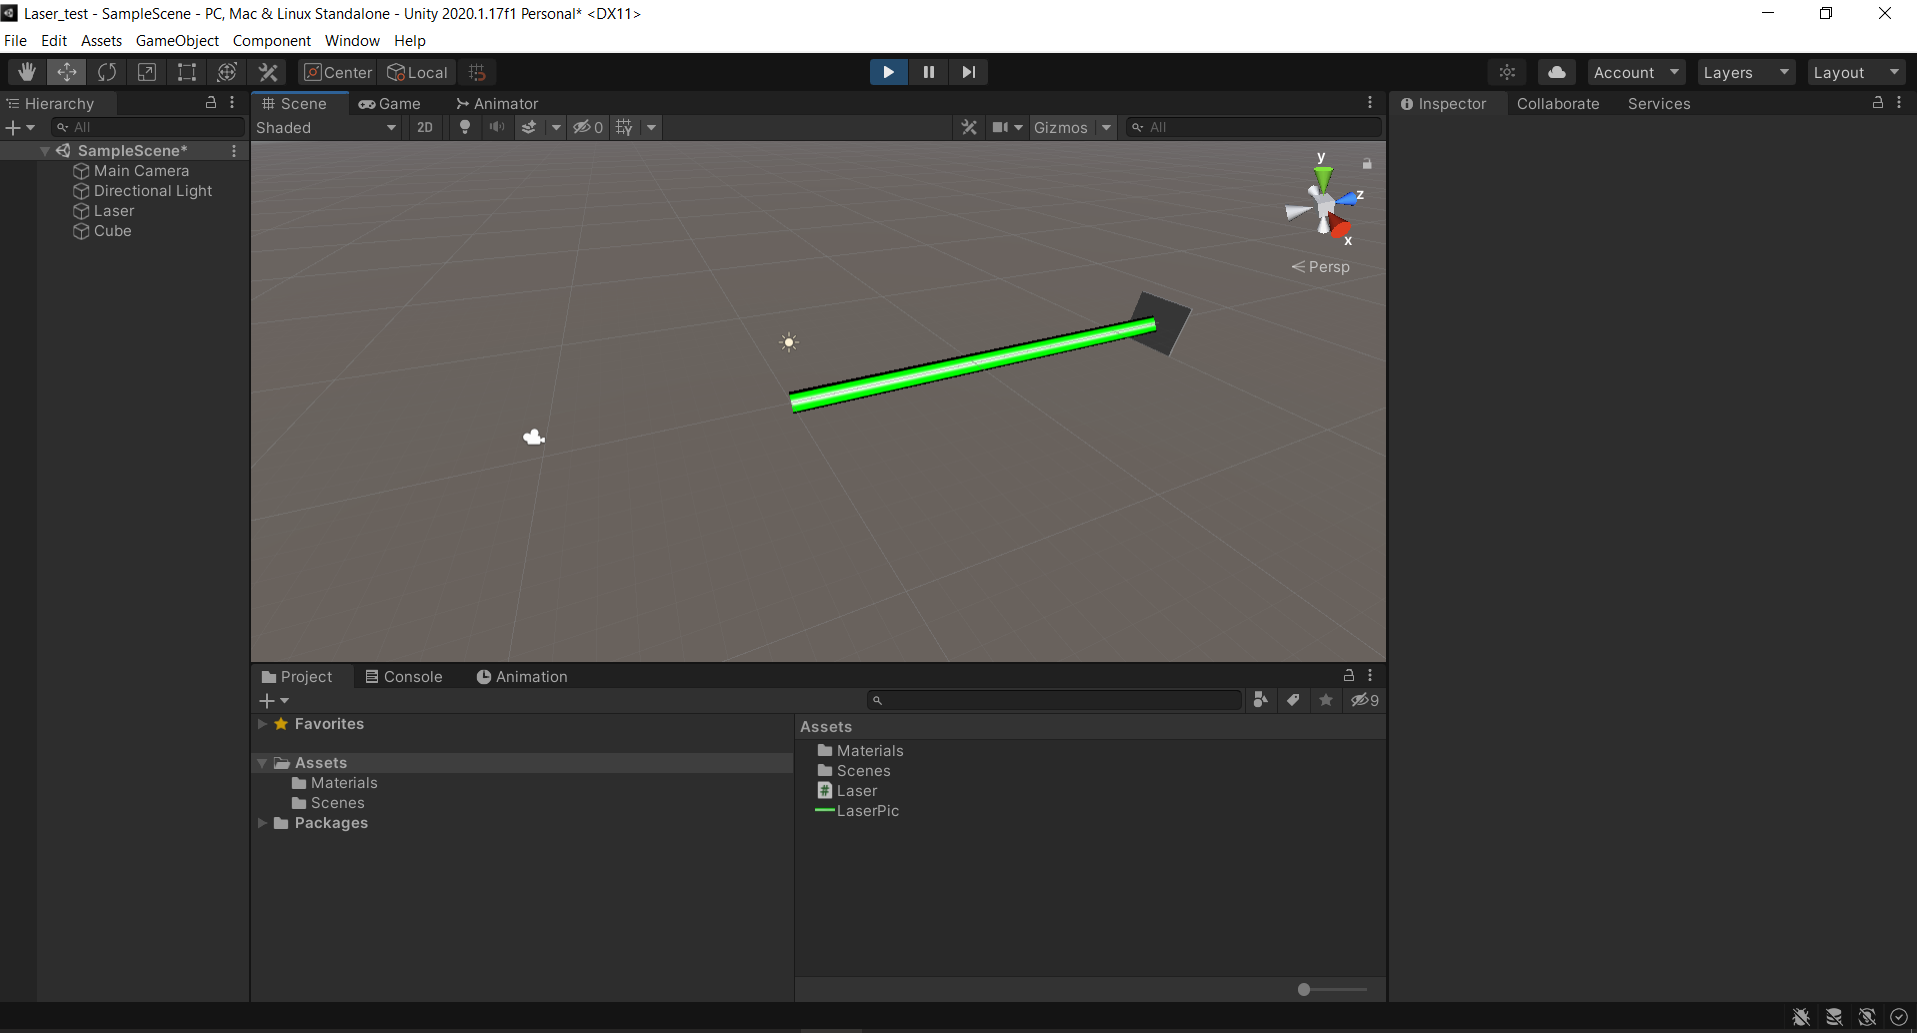 Laser_test - SampleScene - PC, Mac & Linux Standalone - Unity 2020.1.17f1 Personal* <DX11>
File Edit Assets GameObject Component Window Help
Center Local Account Layers Layout
Hierarchy
All
SampleScene*
Main Camera
Directional Light
Laser
Cube
Scene Game Animator
Shaded 2D 0 Gizmos All
y
z
x
Persp
Project Console Animation
9
Favorites
Assets
Materials
Scenes
Packages
Assets
Materials
Scenes
# Laser
LaserPic
Inspector Collaborate Services